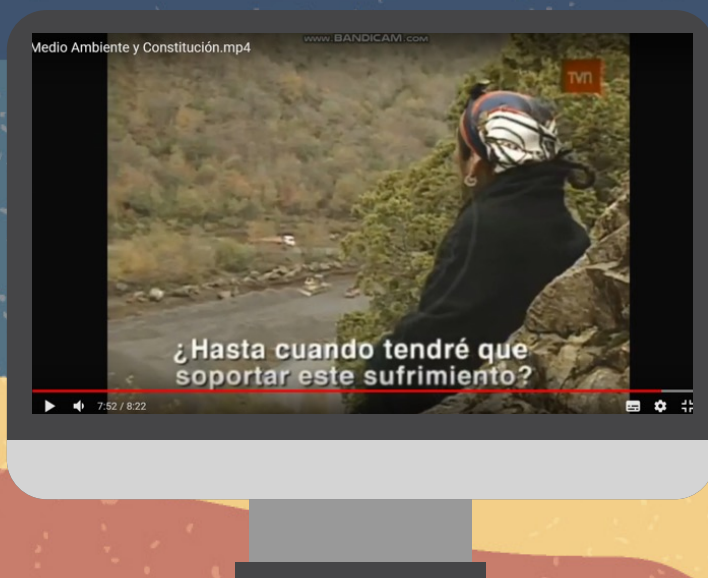 www.BANDICAM.com
Medio Ambiente y Constitución.mp4
TVN
¿Hasta cuando tendré que
soportar este sufrimiento?
7:52 / 8:22